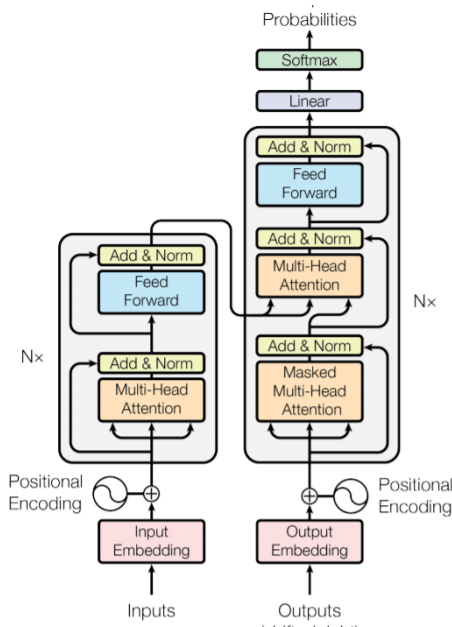 Probabilities
Softmax
Linear
Add & Norm
Feed
Forward
Add & Norm
Multi-Head
Attention
Add & Norm
Masked
Multi-Head
Attention
N×
Add & Norm
Feed
Forward
Add & Norm
Multi-Head
Attention
N×
Positional
Encoding
Positional
Encoding
Input
Embedding
Output
Embedding
Inputs
Outputs